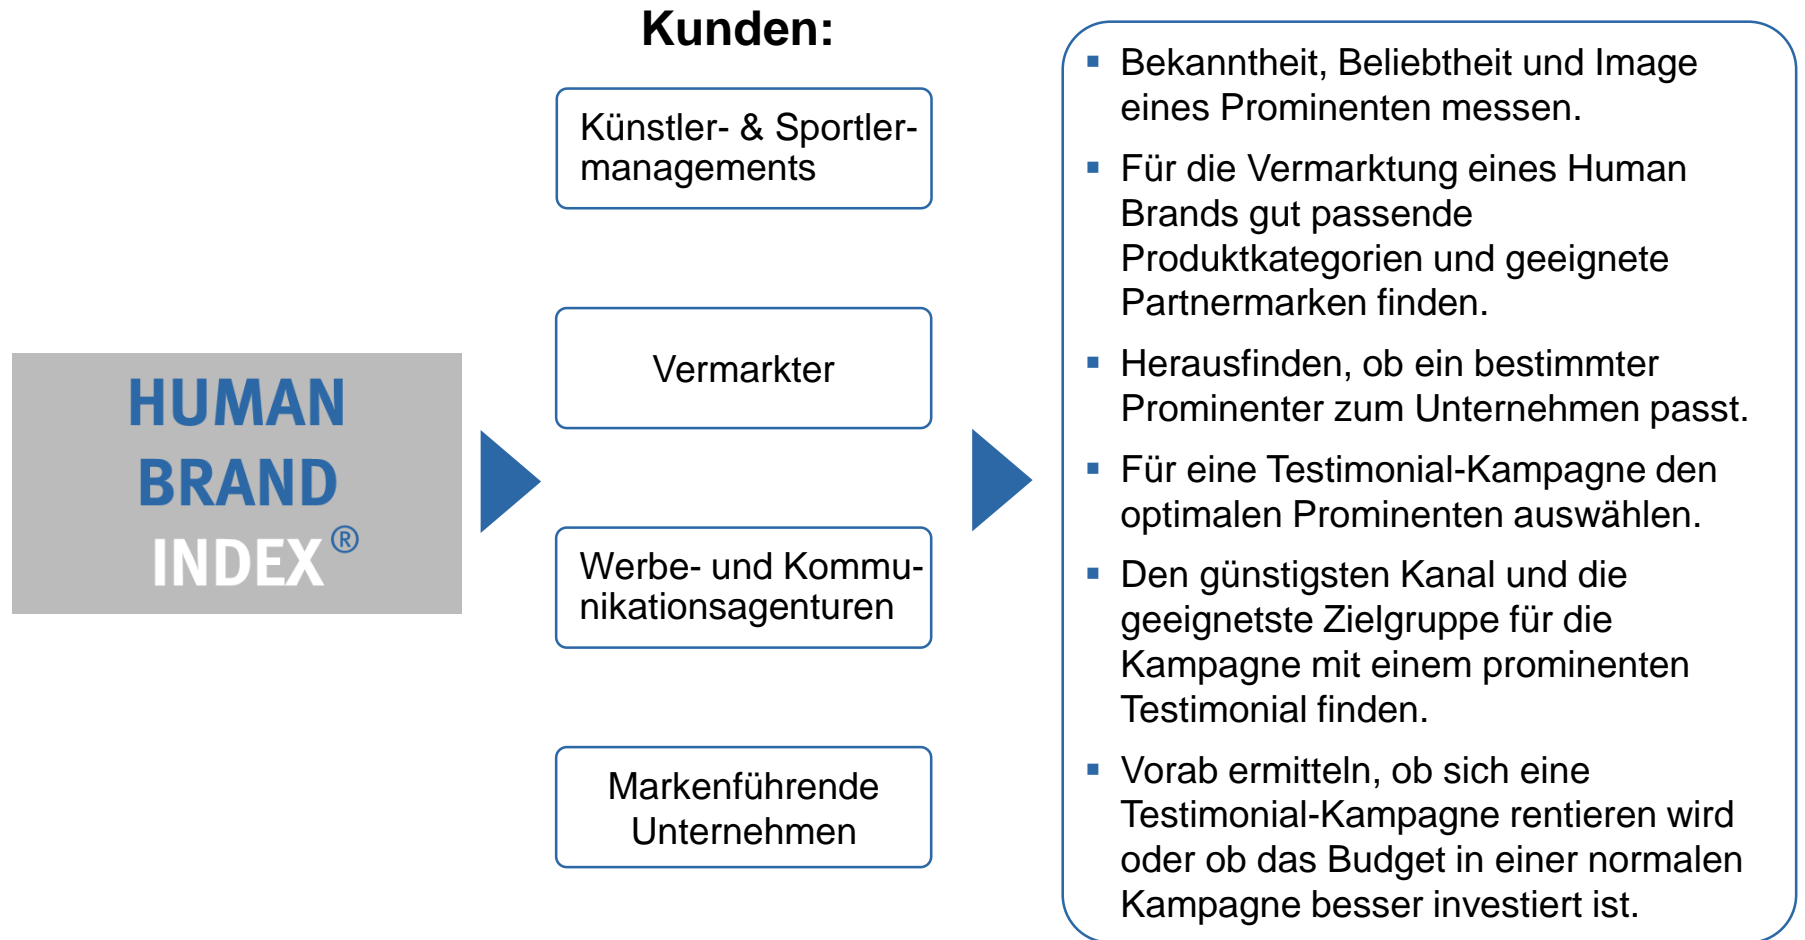 Kunden:
HUMAN
BRAND
INDEX®
Künstler- & Sportler-
managements
Vermarkter
Werbe- und Kommu-
nikationsagenturen
Markenführende
Unternehmen
▪ Bekanntheit, Beliebtheit und Image
eines Prominenten messen.
▪ Für die Vermarktung eines Human
Brands gut passende
Produktkategorien und geeignete
Partnermarken finden.
▪ Herausfinden, ob ein bestimmter
Prominenter zum Unternehmen passt.
▪ Für eine Testimonial-Kampagne den
optimalen Prominenten auswählen.
▪ Den günstigsten Kanal und die
geeignetste Zielgruppe für die
Kampagne mit einem prominenten
Testimonial finden.
▪ Vorab ermitteln, ob sich eine
Testimonial-Kampagne rentieren wird
oder ob das Budget in einer normalen
Kampagne besser investiert ist.